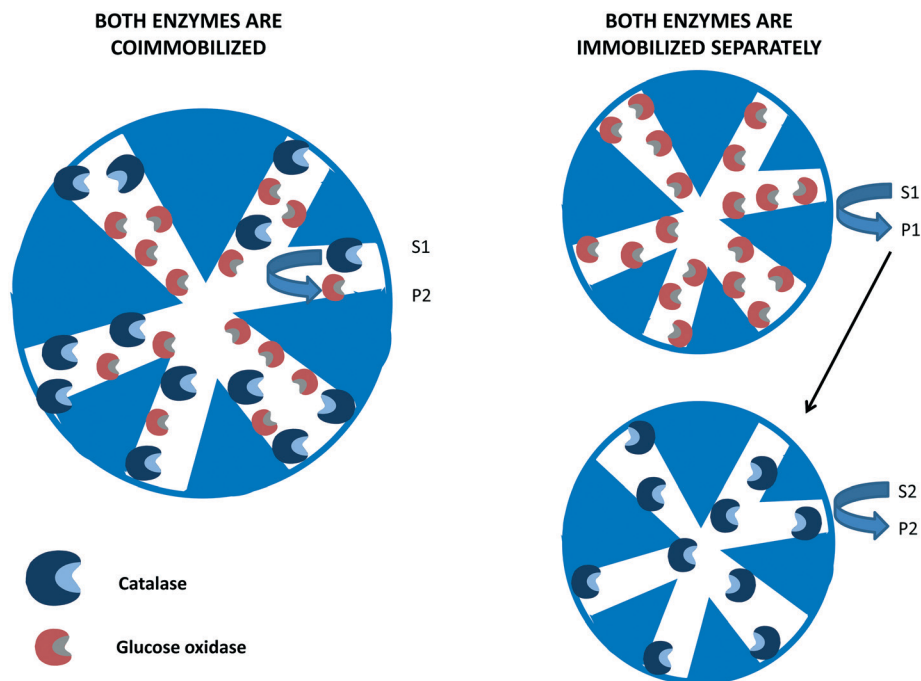 BOTH ENZYMES ARE
COIMMOBILIZED
BOTH ENZYMES ARE
IMMOBILIZED SEPARATELY
S1
P2
S1
P1
S2
P2
Catalase
Glucose oxidase